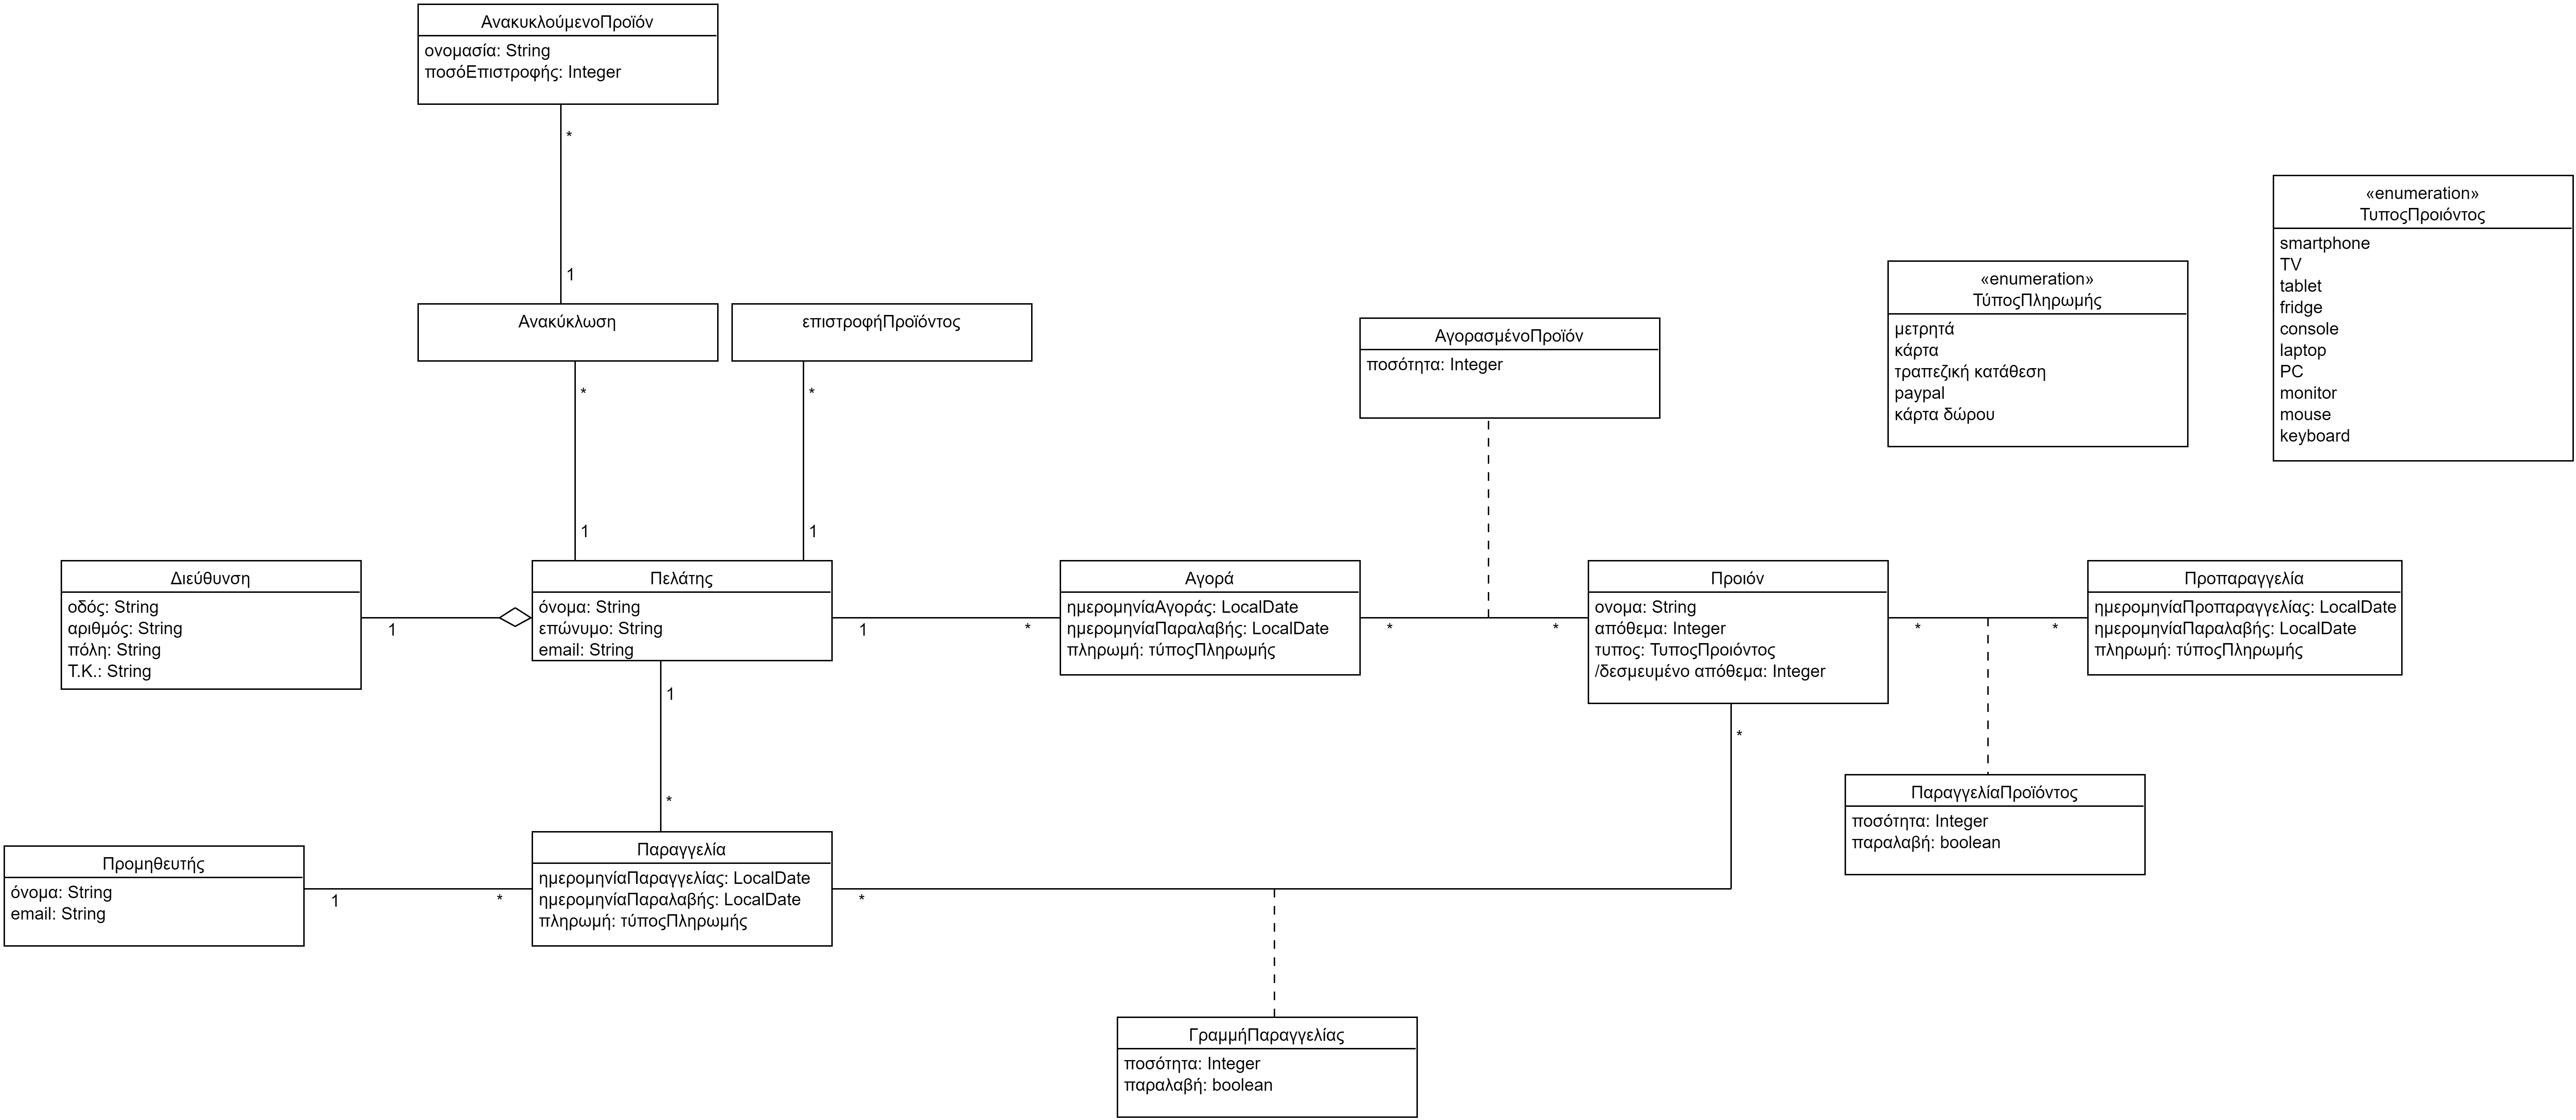 ΑνακυκλούμενοΠροϊόν
ονομασία: String
ποσόΕπιστροφής: Integer
*
1
Ανακύκλωση
*
1
επιστροφήΠροϊόντος
*
1
«enumeration»
ΤυποςΠροιόντος
smartphone
TV
tablet
fridge
console
laptop
PC
monitor
mouse
keyboard
«enumeration»
ΤύποςΠληρωμής
μετρητά
κάρτα
τραπεζική κατάθεση
paypal
κάρτα δώρου
ΑγορασμένοΠροϊόν
ποσότητα: Integer
Διεύθυνση
οδός: String
αριθμός: String
πόλη: String
Τ.Κ.: String
1
Πελάτης
όνομα: String
επώνυμο: String
email: String
1
*
Αγορά
ημερομηνίαΑγοράς: LocalDate
ημερομηνίαΠαραλαβής: LocalDate
πληρωμή: τύποςΠληρωμής
*
*
Προιόν
ονομα: String
απόθεμα: Integer
τυπος: ΤυποςΠροιόντος
/δεσμευμένο απόθεμα: Integer
*
*
Προπαραγγελία
ημερομηνίαΠροπαραγγελίας: LocalDate
ημερομηνίαΠαραλαβής: LocalDate
πληρωμή: τύποςΠληρωμής
1
*
*
ΠαραγγελίαΠροϊόντος
ποσότητα: Integer
παραλαβή: boolean
Προμηθευτής
όνομα: String
email: String
1
*
Παραγγελία
ημερομηνίαΠαραγγελίας: LocalDate
ημερομηνίαΠαραλαβής: LocalDate
πληρωμή: τύποςΠληρωμής
*
ΓραμμήΠαραγγελίας
ποσότητα: Integer
παραλαβή: boolean